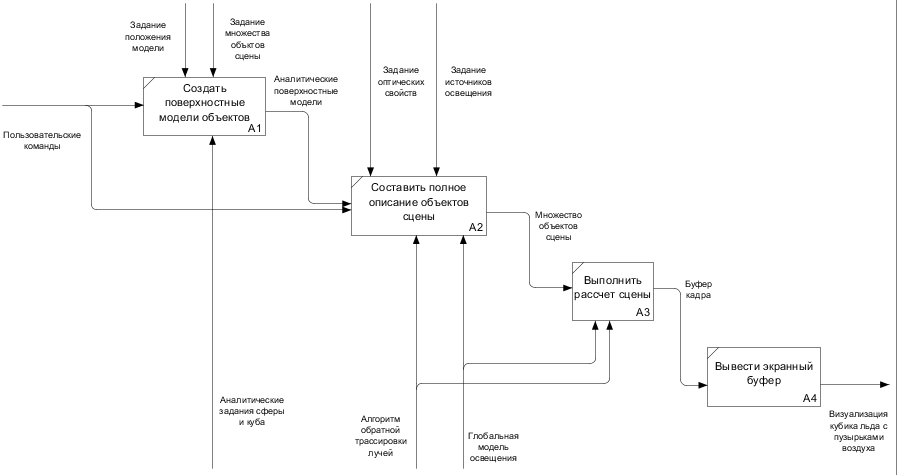 Задание
положения
модели
Задание
множества
объктов
сцены
Создать
поверхностные
модели объектов
A1
Аналитические
поверхностные
модели
Задание
оптических
свойств
Задание
источников
освещения
Пользовательские
команды
Составить полное
описание объектов
сцены
A2
Множество
объектов
сцены
Выполнить
рассчет сцены
A3
Буфер
кадра
Вывести экранный
буфер
A4
Аналитические
задания сферы
и куба
Алгоритм
обратной
трассировки
лучей
Глобальная
модель
освещения
Визуализация
кубика льда с
пузырьками
воздуха